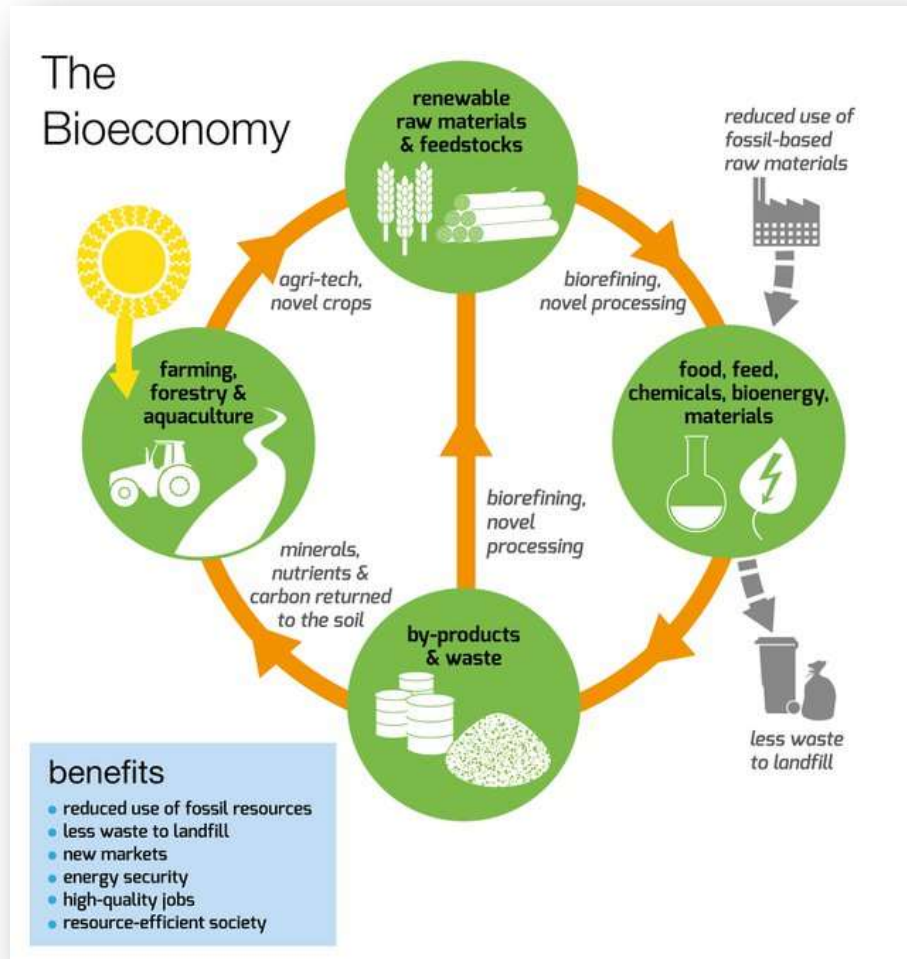 The
Bioeconomy
renewable
raw materials
& feedstocks
reduced use of
fossil-based
raw materials
agri-tech,
novel crops
biorefining,
novel processing
farming,
forestry &
aquaculture
food, feed,
chemicals, bioenergy,
materials
biorefining,
novel
processing
minerals,
nutrients &
carbon returned
to the soil
by-products
& waste
less waste
to landfill
benefits
• reduced use of fossil resources
• less waste to landfill
• new markets
• energy security
• high-quality jobs
• resource-efficient society